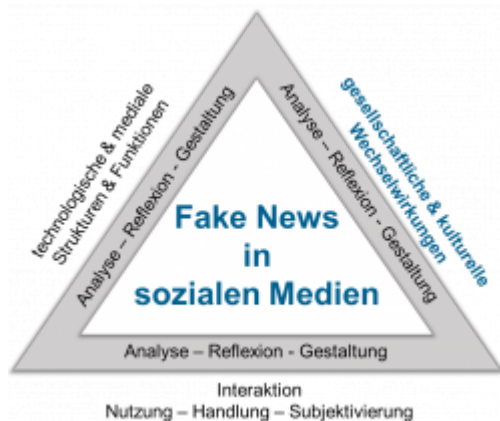 technologische & mediale
Strukturen & Funktionen
Analyse – Reflexion - Gestaltung
gesellschaftliche & kulturelle
Wechselwirkungen
Analyse – Reflexion - Gestaltung
Fake News
in
sozialen Medien
Analyse – Reflexion - Gestaltung
Interaktion
Nutzung – Handlung – Subjektivierung